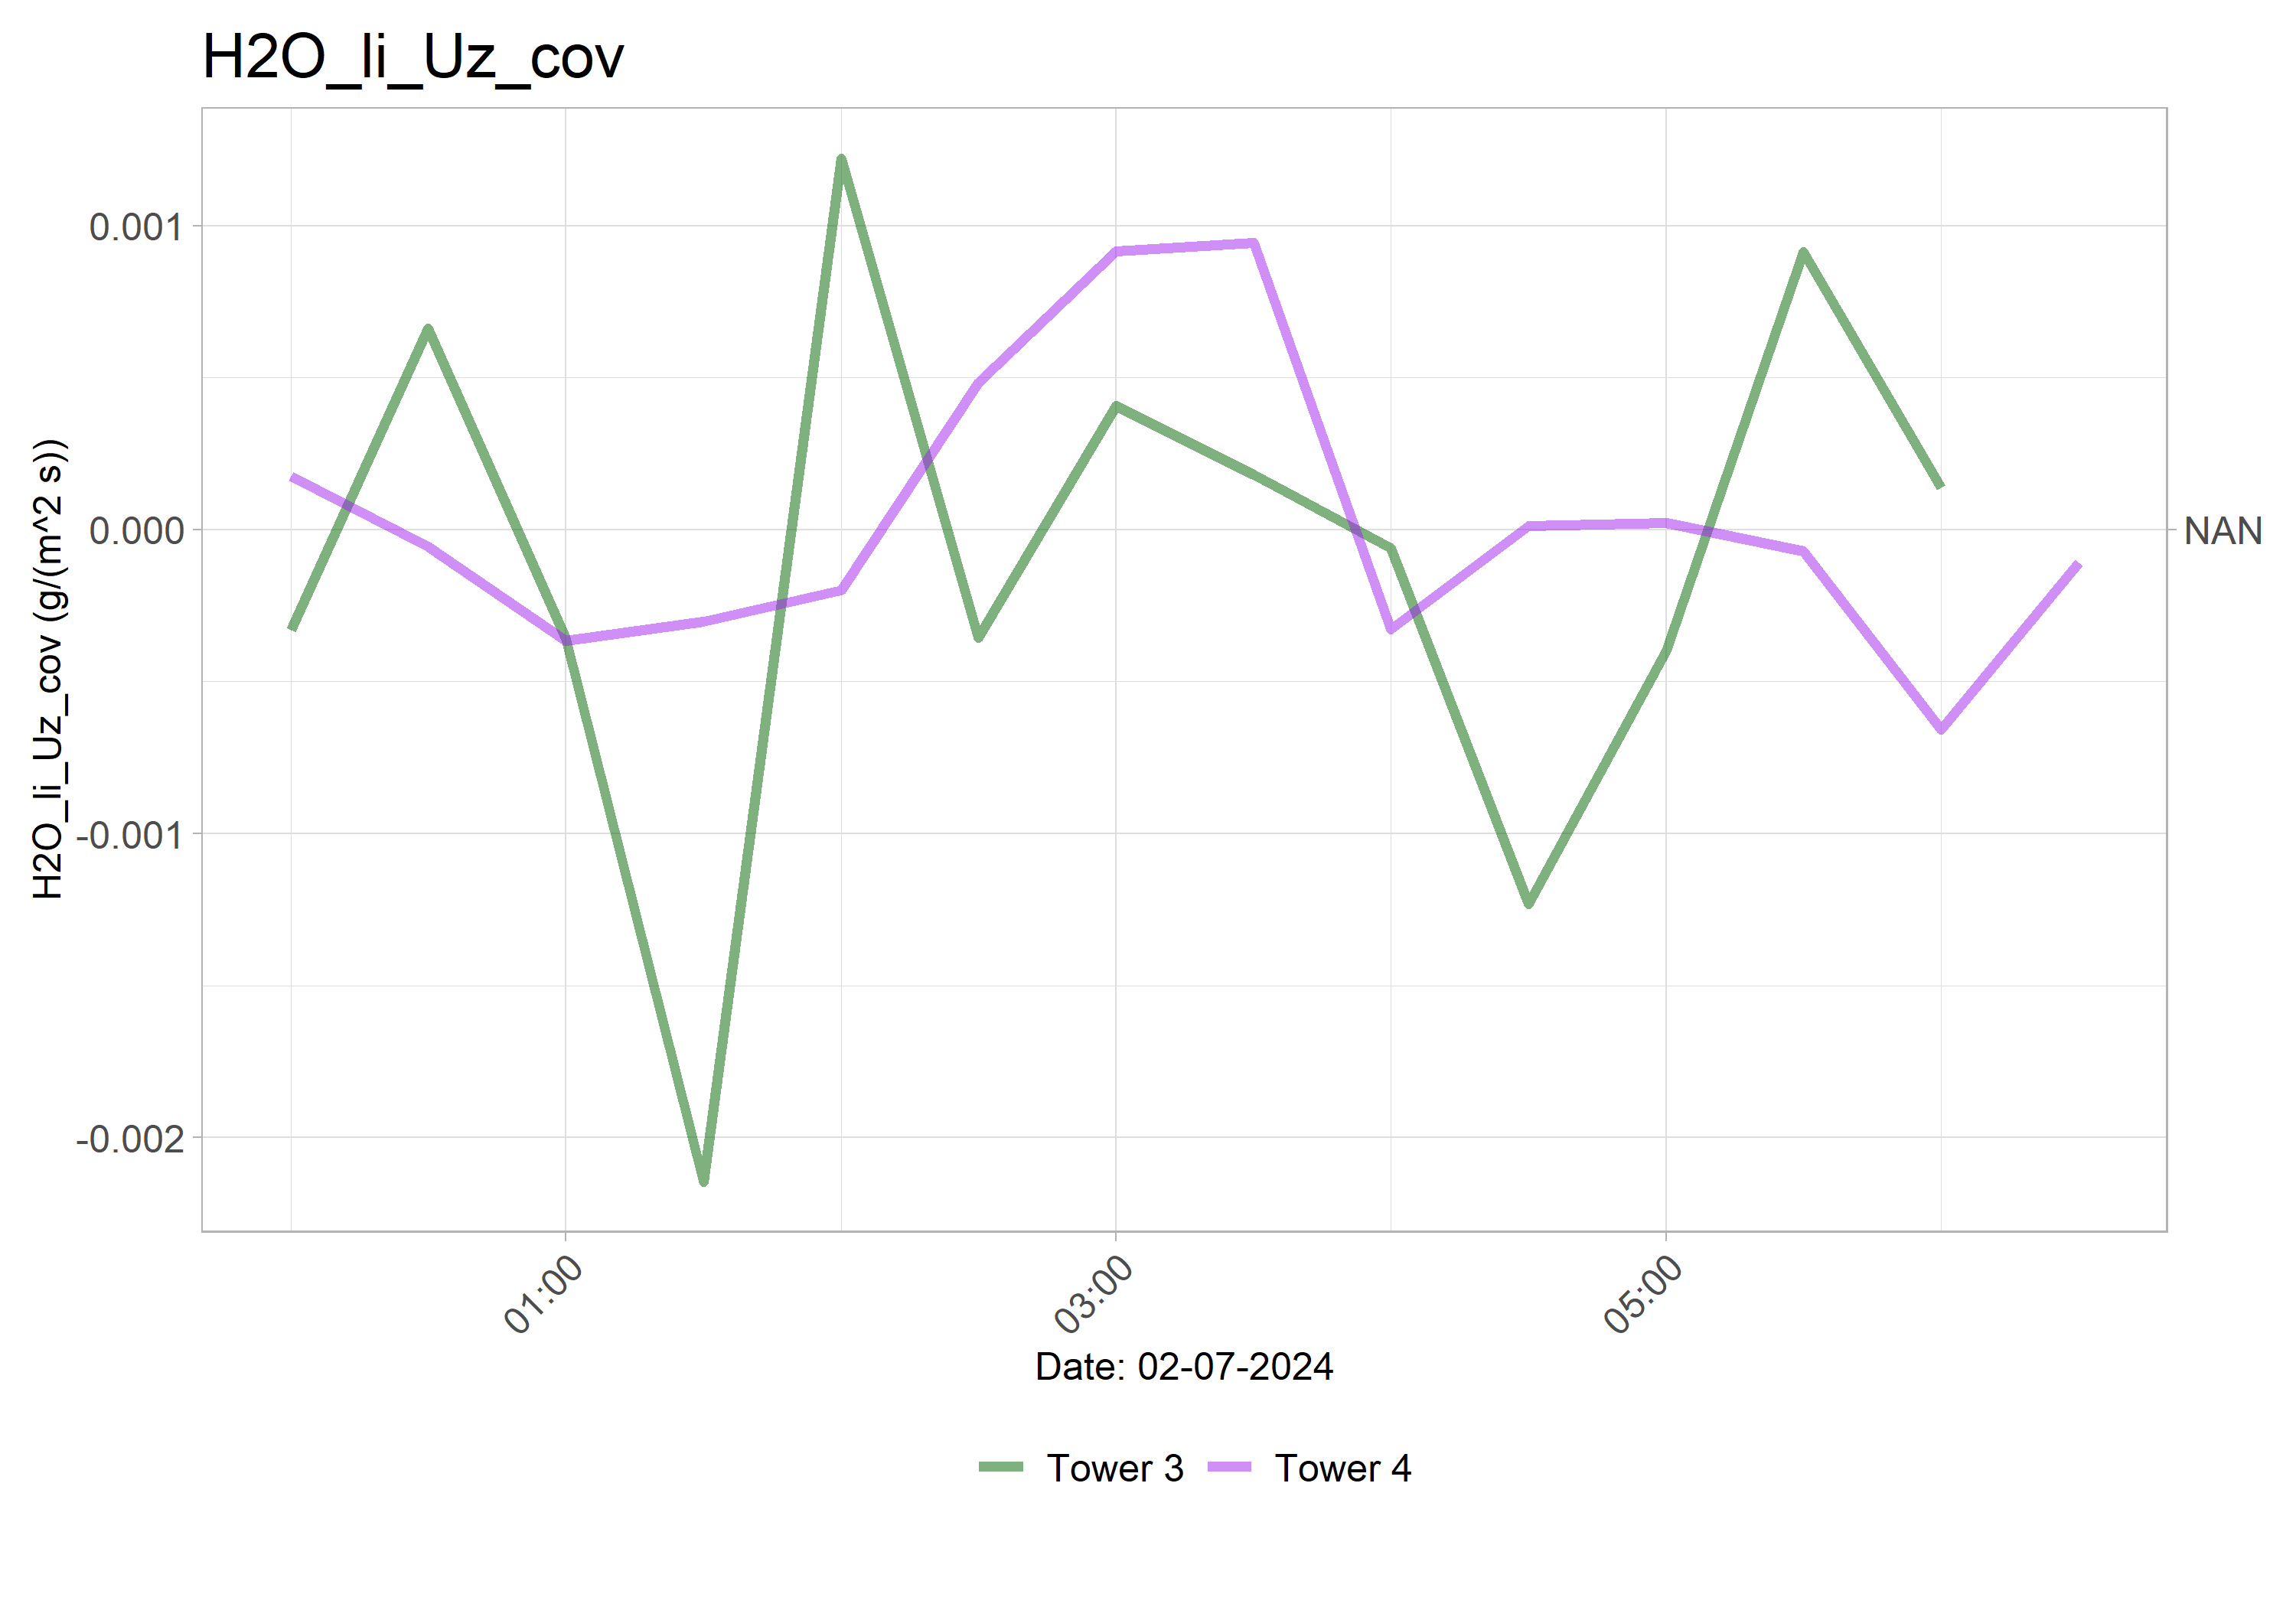 H2O_li_Uz_cov
H2O_li_Uz_cov (g/(m^2 s))
0.001
0.000
-0.001
-0.002
NAN
01:00
03:00
05:00
Date: 02-07-2024
Tower 3
Tower 4